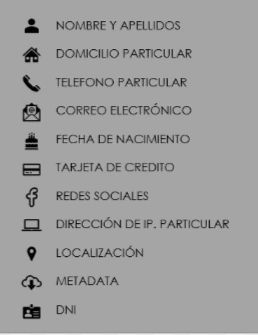 NOMBRE Y APELLIDOS
DOMICILIO PARTICULAR
TELEFONO PARTICULAR
CORREO ELECTRÓNICO
FECHA DE NACIMIENTO
TARJETA DE CREDITO
REDES SOCIALES
DIRECCIÓN DE IP. PARTICULAR
LOCALIZACIÓN
METADATA
DNI